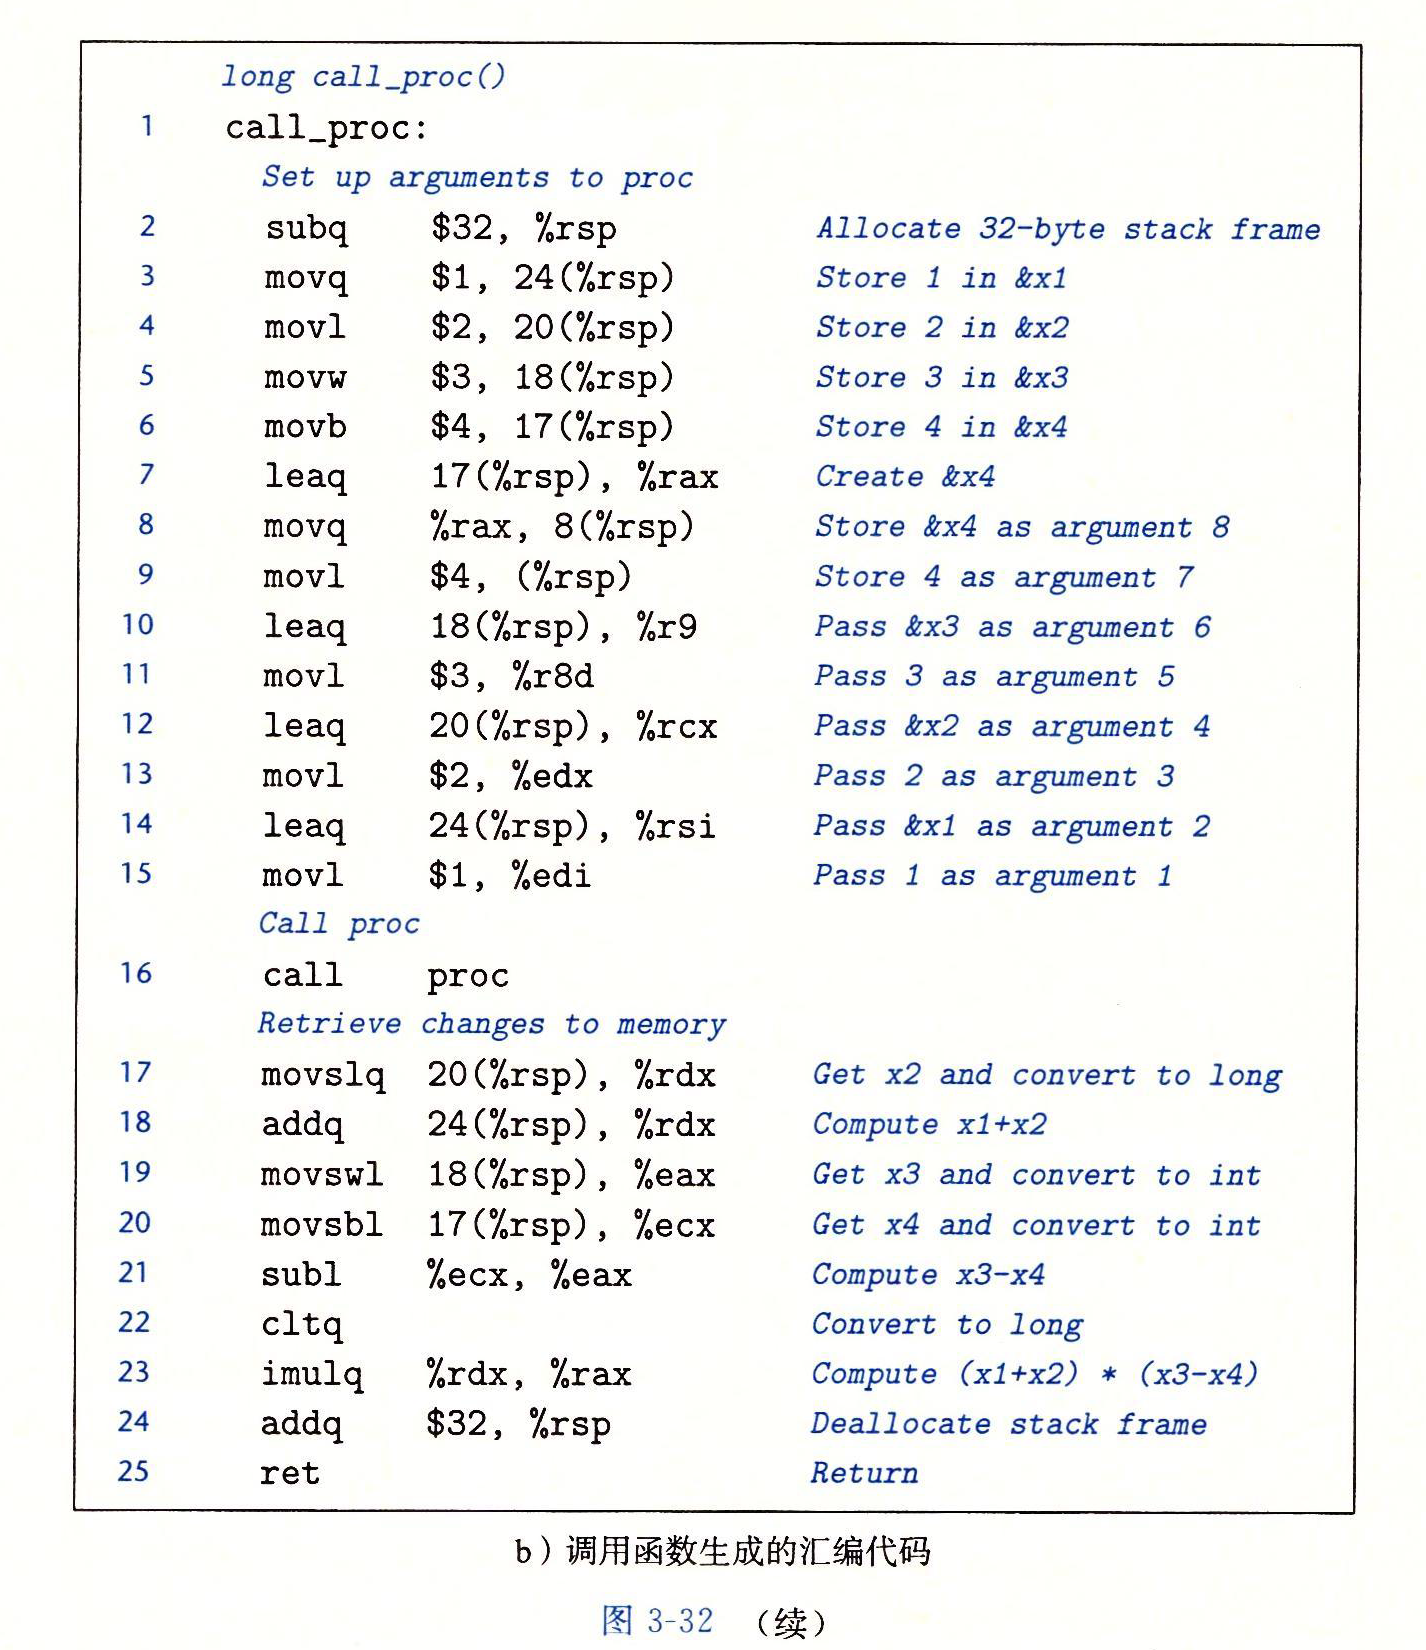 long call_proc()
1 call_proc:
Set up arguments to proc
2 subq $32, %rsp Allocate 32-byte stack frame
3 movq $1, 24(%rsp) Store 1 in &x1
4 movl $2, 20(%rsp) Store 2 in &x2
5 movw $3, 18(%rsp) Store 3 in &x3
6 movb $4, 17(%rsp) Store 4 in &x4
7 leaq 17(%rsp), %rax Create &x4
8 movq %rax, 8(%rsp) Store &x4 as argument 8
9 movl $4, (%rsp) Store 4 as argument 7
10 leaq 18(%rsp), %r9 Pass &x3 as argument 6
11 movl $3, %r8d Pass 3 as argument 5
12 leaq 20(%rsp), %rcx Pass &x2 as argument 4
13 movl $2, %edx Pass 2 as argument 3
14 leaq 24(%rsp), %rsi Pass &x1 as argument 2
15 movl $1, %edi Pass 1 as argument 1
Call proc
16 call proc
Retrieve changes to memory
17 movslq 20(%rsp), %rdx Get x2 and convert to long
18 addq 24(%rsp), %rdx Compute x1+x2
19 movswl 18(%rsp), %eax Get x3 and convert to int
20 movsbl 17(%rsp), %ecx Get x4 and convert to int
21 subl %ecx, %eax Compute x3-x4
22 cltq Convert to long
23 imulq %rdx, %rax Compute (x1+x2) * (x3-x4)
24 addq $32, %rsp Deallocate stack frame
25 ret Return
b) 调用函数生成的汇编代码
图 3-32 (续)